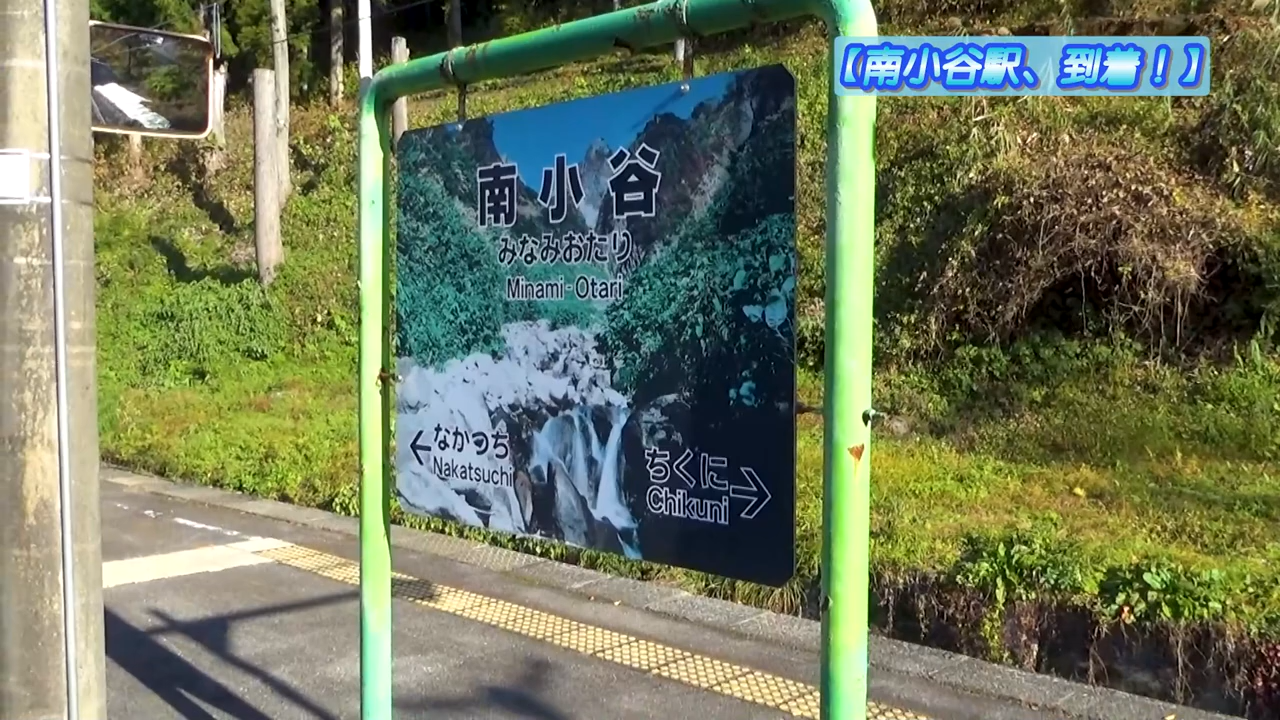 【南小谷駅、到着！】
南小谷
みなみおたり
Minami-Otari
←なかつち
Nakatsuchi
ちくに→
Chikuni